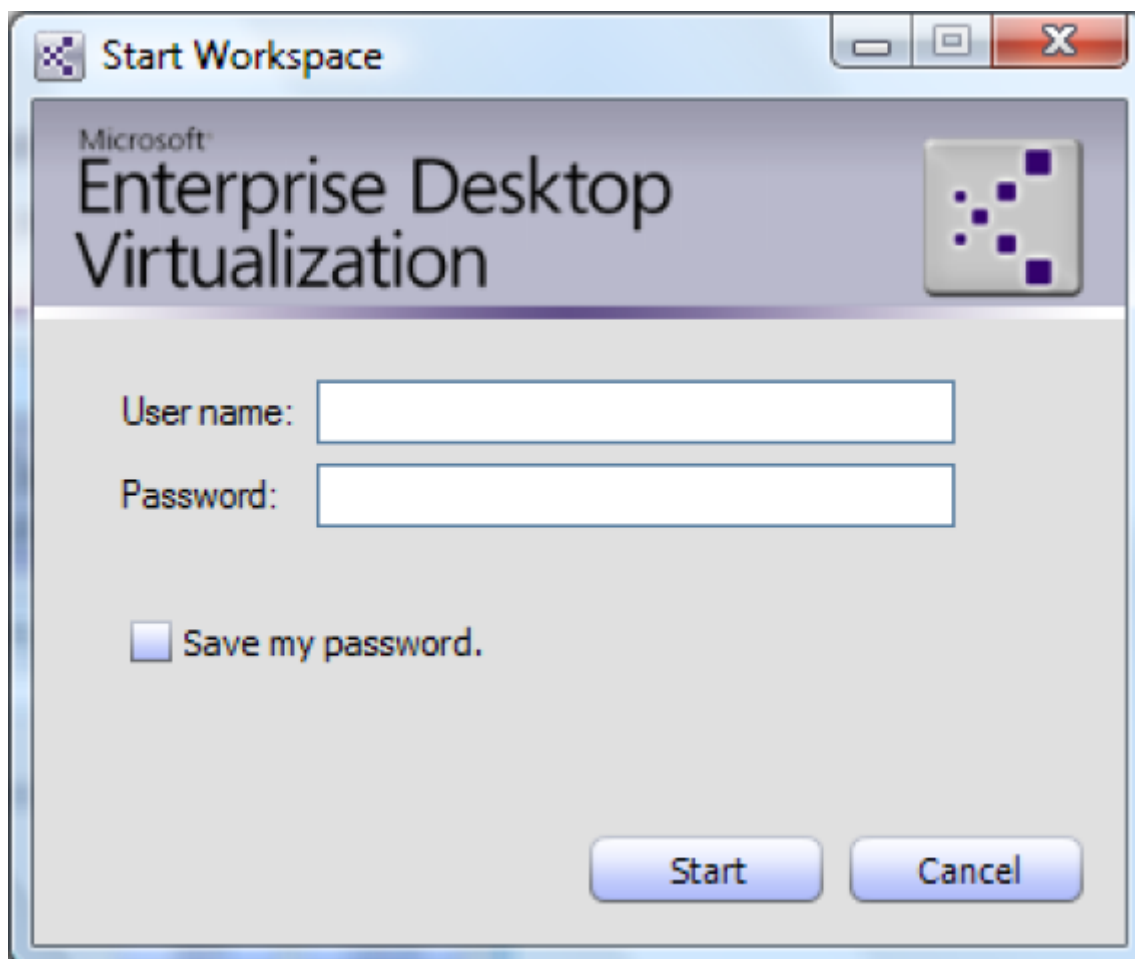 Start Workspace
Microsoft
Enterprise Desktop
Virtualization
User name:
Password:
Save my password.
Start
Cancel